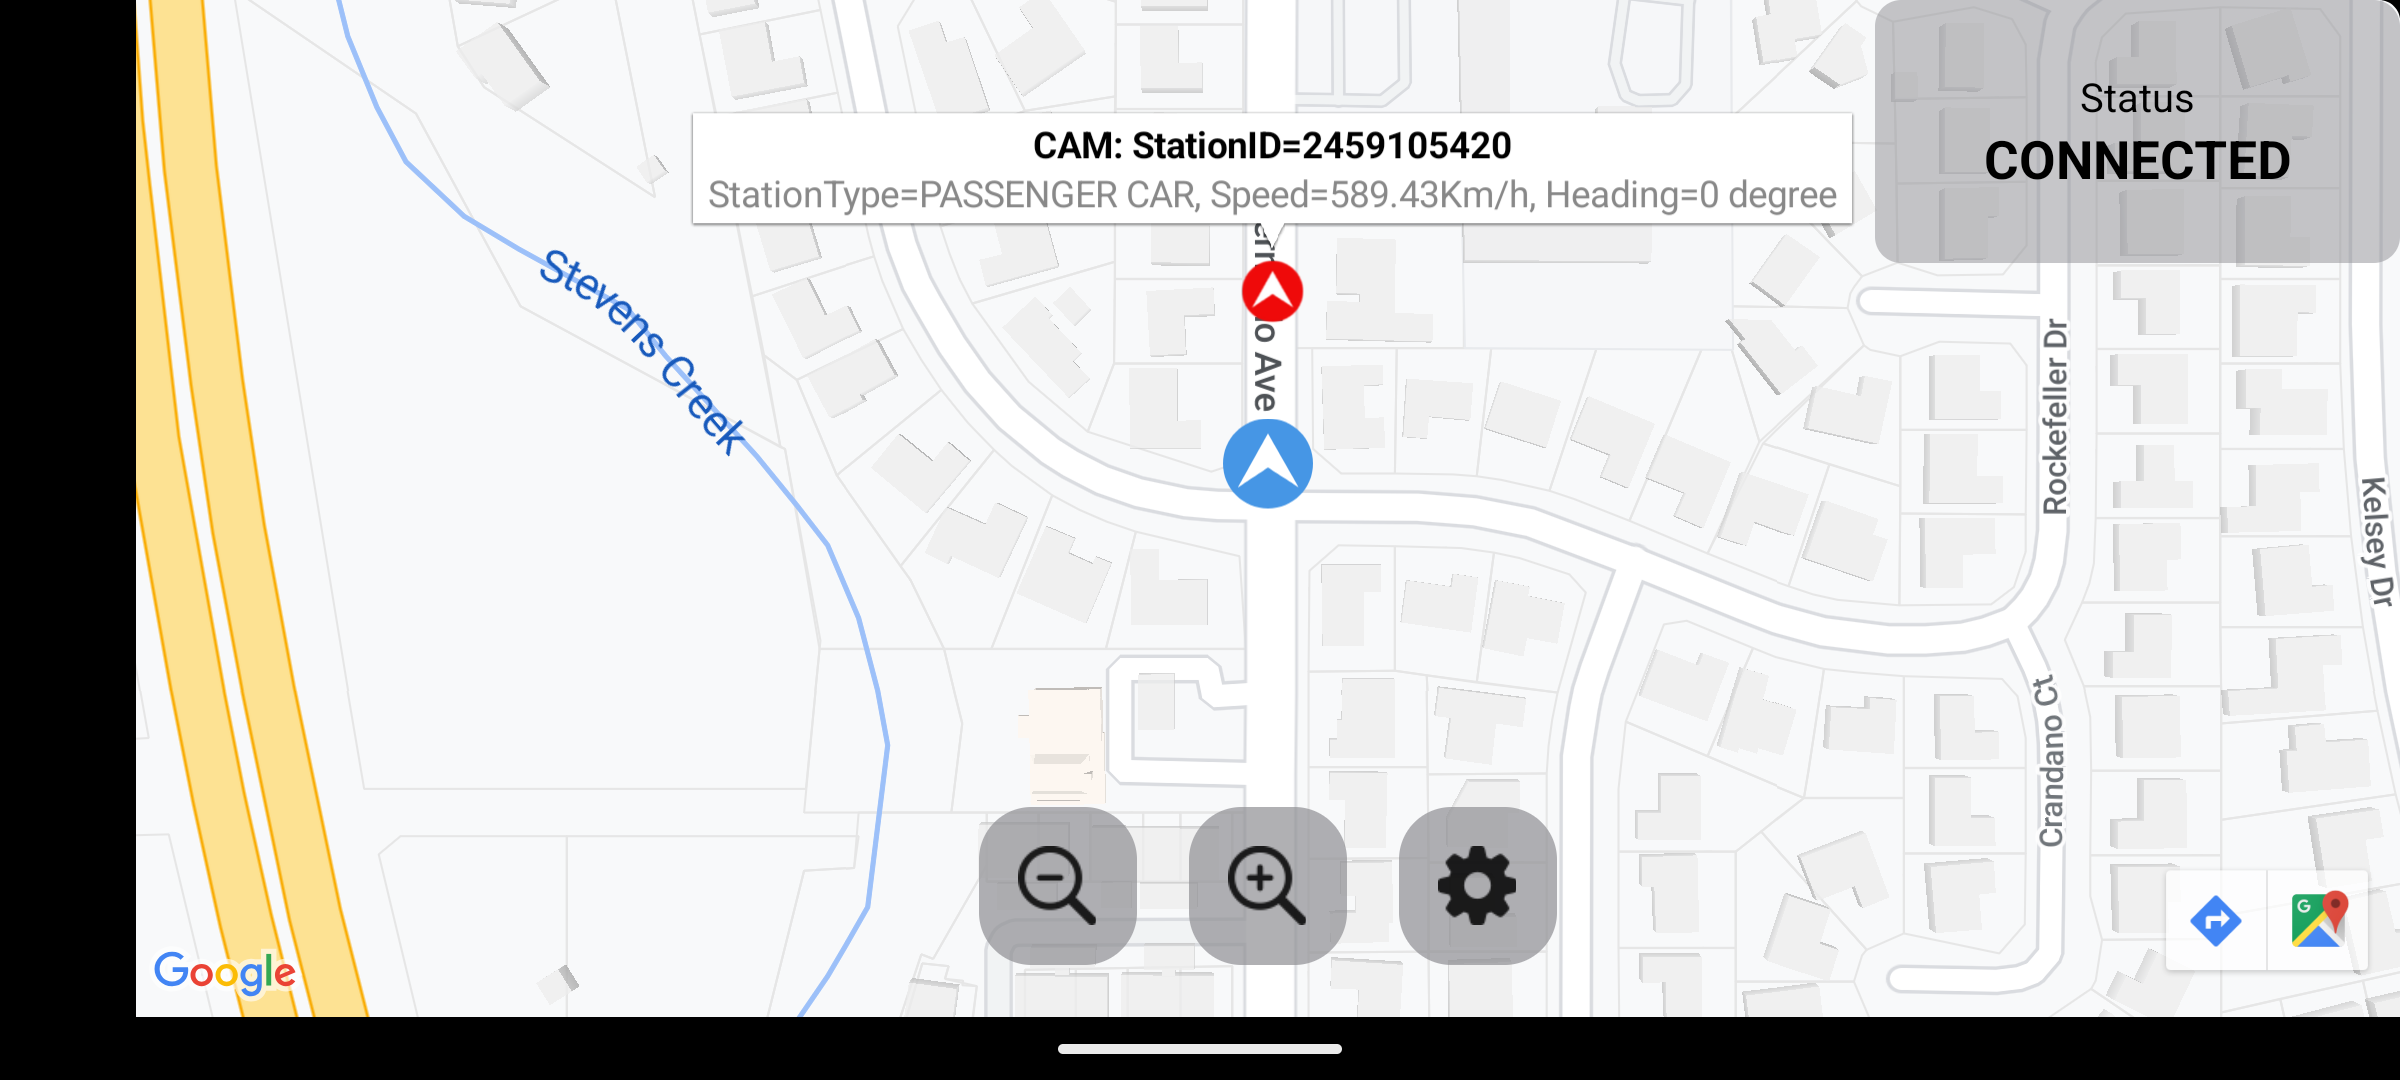 CAM: StationID=2459105420
StationType=PASSENGER CAR, Speed=589.43Km/h, Heading=0 degree
Status
CONNECTED
Stevens Creek
Ave
Rockefeller Dr
Kelsey Dr
Crandano Ct
Google
G